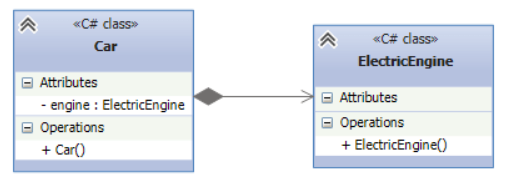 «C# class»
Car
Attributes
- engine : ElectricEngine
Operations
+ Car()
«C# class»
ElectricEngine
Attributes
Operations
+ ElectricEngine()